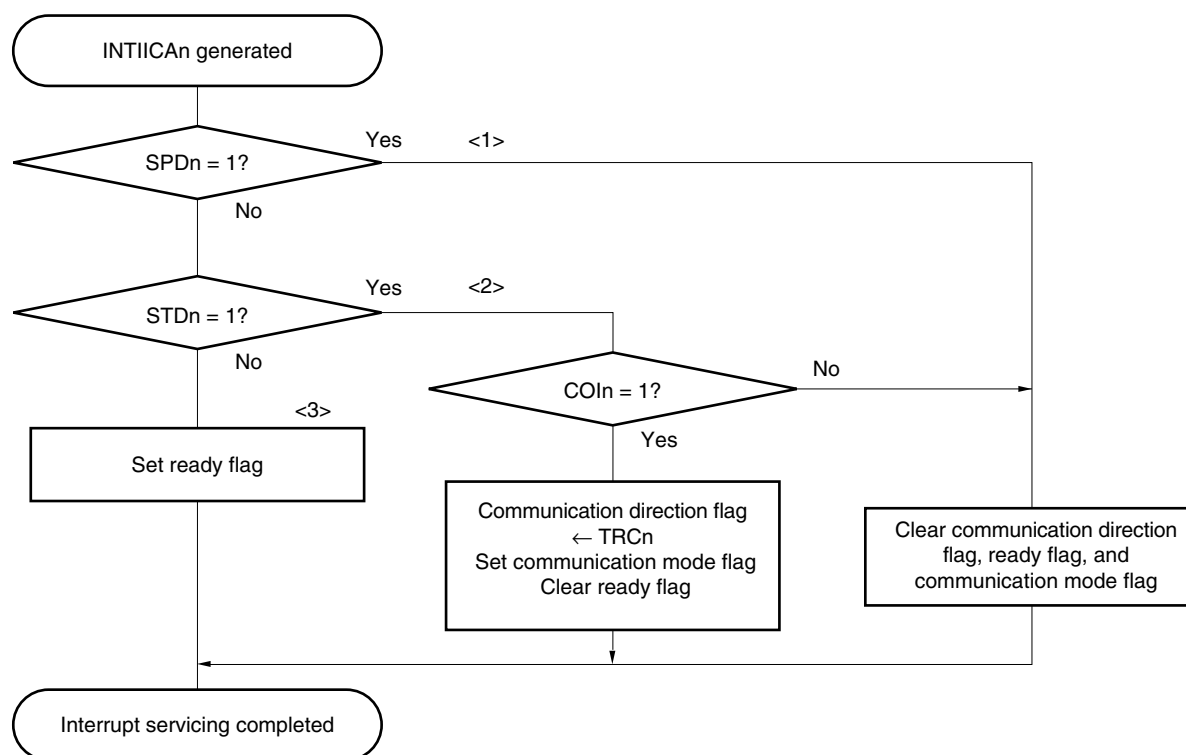 INTIICAn generated
SPDn = 1?
Yes
<1>
No
STDn = 1?
Yes
<2>
No
COIn = 1?
No
Yes
<3>
Set ready flag
Communication direction flag
← TRCn
Set communication mode flag
Clear ready flag
Clear communication direction
flag, ready flag, and
communication mode flag
Interrupt servicing completed